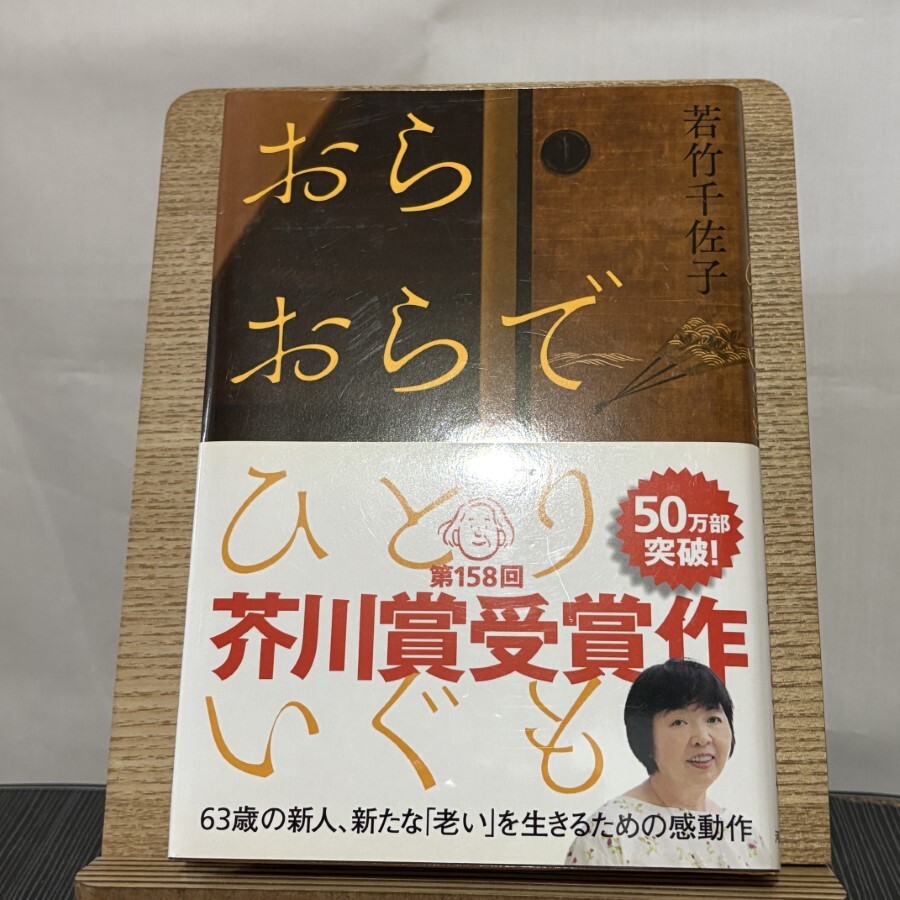 若竹千佐子
おら
おらで
ひとり
いぐも
50万部
突破!
第158回
芥川賞受賞作
63歳の新人、新たな「老い」を生きるための感動作